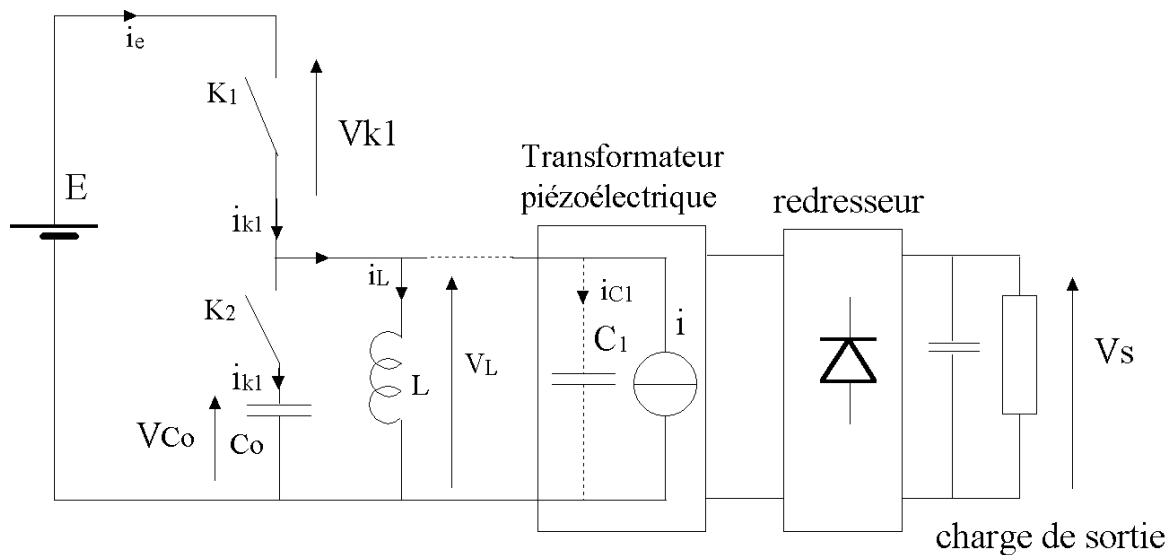 ie
K1
Vk1
E
ik1
Transformateur
piézoélectrique
redresseur
iL
iC1
K2
VL
C1
i
Vs
ik1
L
VCo
Co
charge de sortie